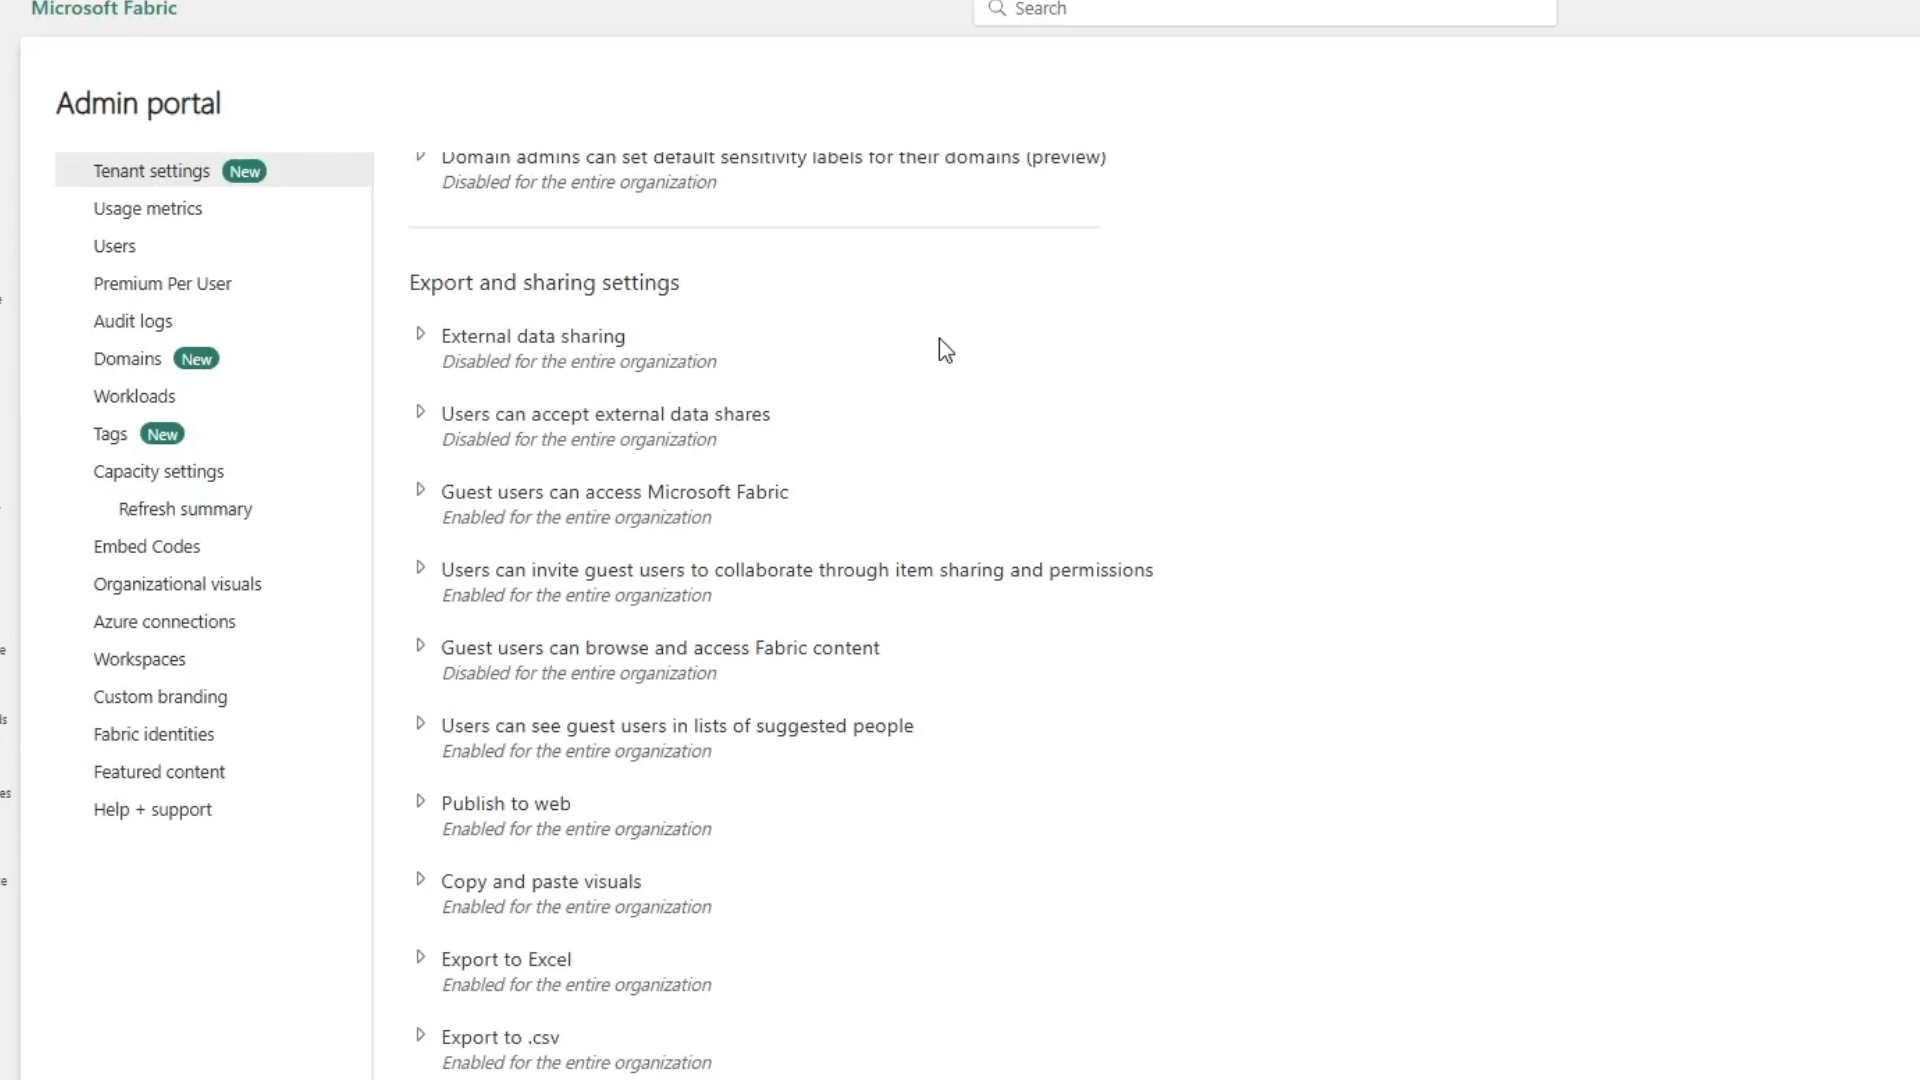 Microsoft Fabric
Search
Admin portal
Tenant settings New
Usage metrics
Users
Premium Per User
Audit logs
Domains New
Workloads
Tags New
Capacity settings
Refresh summary
Embed Codes
Organizational visuals
Azure connections
Workspaces
Custom branding
Fabric identities
Featured content
Help + support
Domain admins can set default sensitivity labels for their domains (preview)
Disabled for the entire organization
Export and sharing settings
External data sharing
Disabled for the entire organization
Users can accept external data shares
Disabled for the entire organization
Guest users can access Microsoft Fabric
Enabled for the entire organization
Users can invite guest users to collaborate through item sharing and permissions
Enabled for the entire organization
Guest users can browse and access Fabric content
Disabled for the entire organization
Users can see guest users in lists of suggested people
Enabled for the entire organization
Publish to web
Enabled for the entire organization
Copy and paste visuals
Enabled for the entire organization
Export to Excel
Enabled for the entire organization
Export to .csv
Enabled for the entire organization